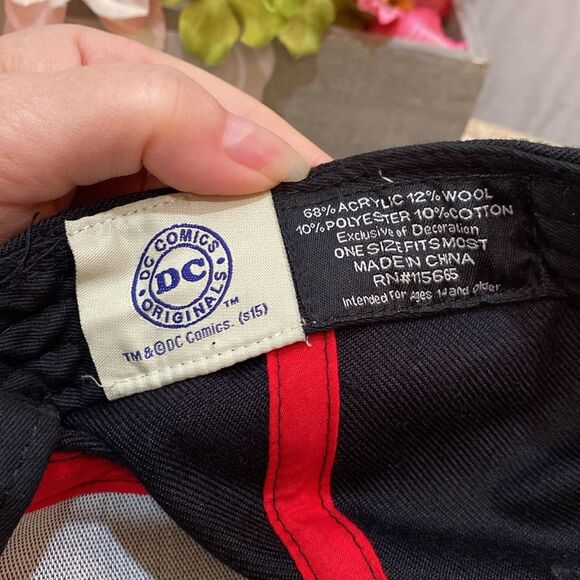 DC COMICS
DC
ORIGINALS
TM
TM & © DC Comics. (s15)
68% ACRYLIC 12% WOOL
10% POLYESTER 10% COTTON
Exclusive of Decoration
ONE SIZE FITS MOST
MADE IN CHINA
RN#115665
Intended for Ages 14 and older